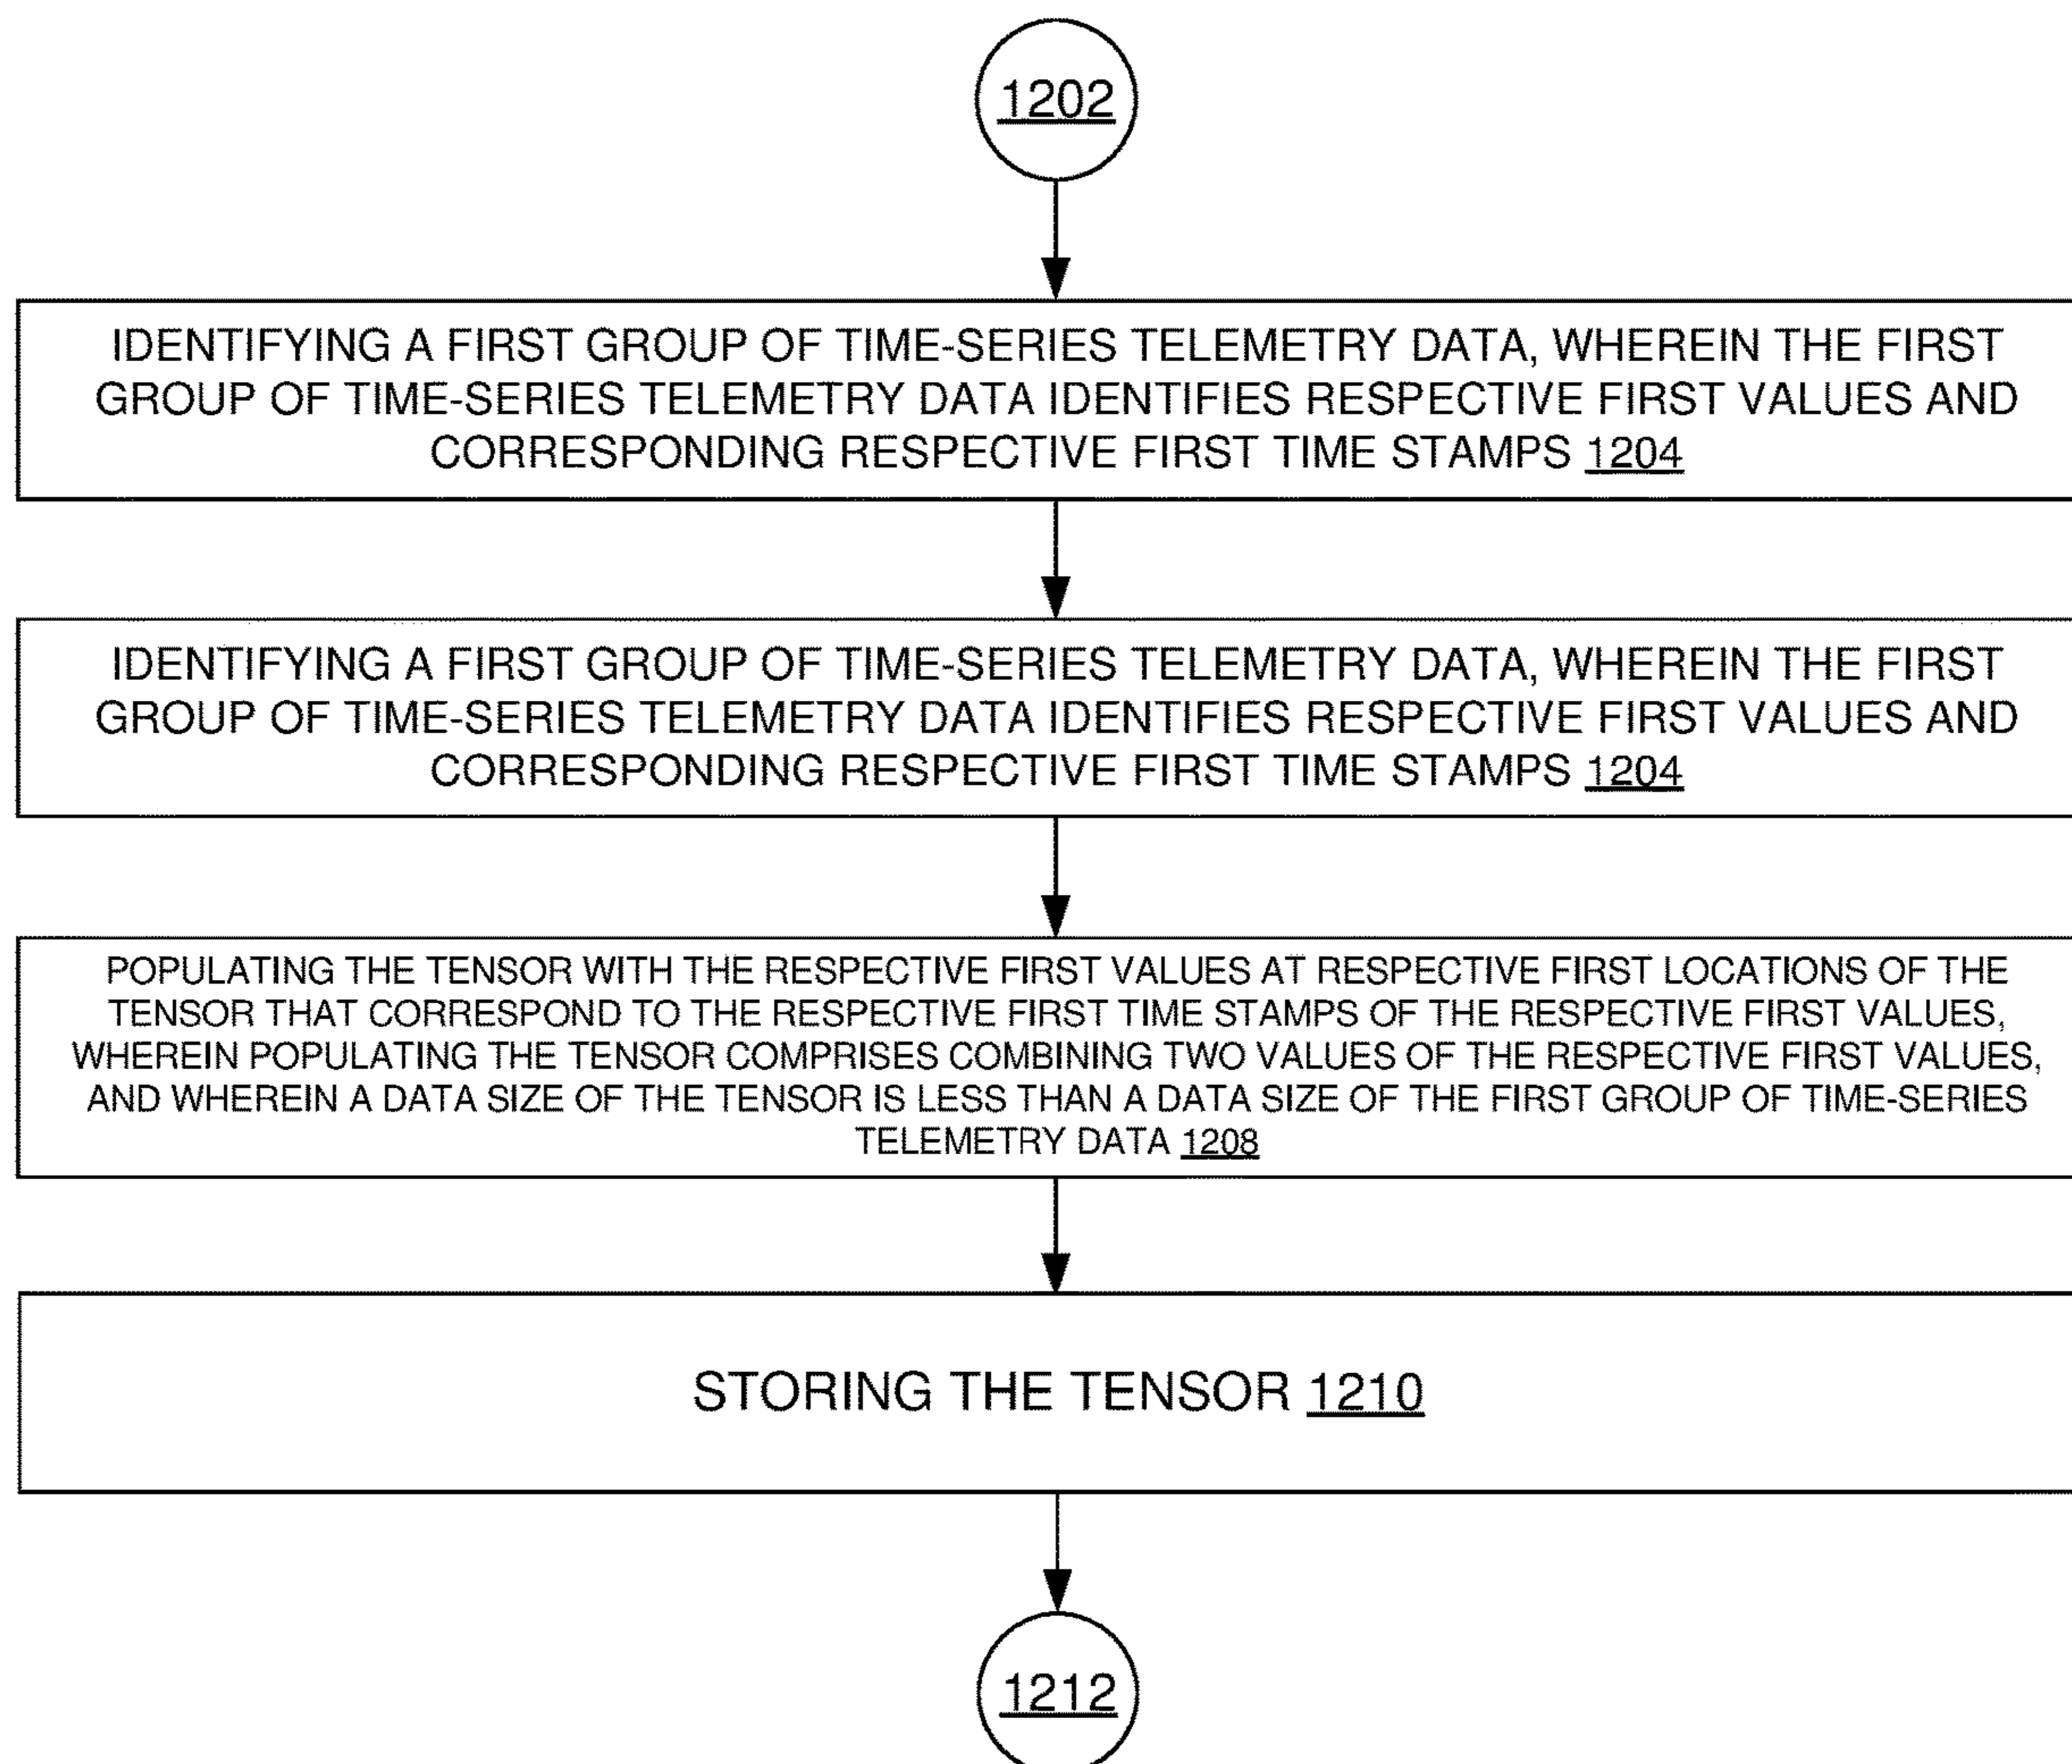 1202
IDENTIFYING A FIRST GROUP OF TIME-SERIES TELEMETRY DATA, WHEREIN THE FIRST
GROUP OF TIME-SERIES TELEMETRY DATA IDENTIFIES RESPECTIVE FIRST VALUES AND
CORRESPONDING RESPECTIVE FIRST TIME STAMPS 1204
IDENTIFYING A FIRST GROUP OF TIME-SERIES TELEMETRY DATA, WHEREIN THE FIRST
GROUP OF TIME-SERIES TELEMETRY DATA IDENTIFIES RESPECTIVE FIRST VALUES AND
CORRESPONDING RESPECTIVE FIRST TIME STAMPS 1204
POPULATING THE TENSOR WITH THE RESPECTIVE FIRST VALUES AT RESPECTIVE FIRST LOCATIONS OF THE
TENSOR THAT CORRESPOND TO THE RESPECTIVE FIRST TIME STAMPS OF THE RESPECTIVE FIRST VALUES,
WHEREIN POPULATING THE TENSOR COMPRISES COMBINING TWO VALUES OF THE RESPECTIVE FIRST VALUES,
AND WHEREIN A DATA SIZE OF THE TENSOR IS LESS THAN A DATA SIZE OF THE FIRST GROUP OF TIME-SERIES
TELEMETRY DATA 1208
STORING THE TENSOR 1210
1212